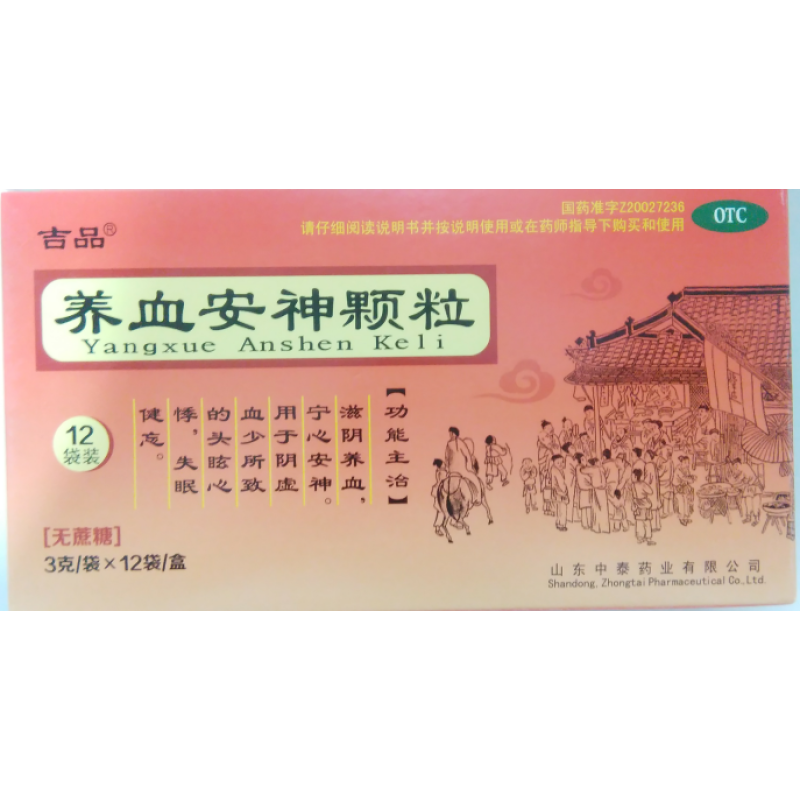 国药准字Z20027236
OTC
请仔细阅读说明书并按说明使用或在药师指导下购买和使用
吉品®
养血安神颗粒
Yangxue Anshen Keli
【功能主治】
滋阴养血，
宁心安神。
用于阴虚
血少所致
的头眩心
悸，失眠
健忘。
12
袋装
[无蔗糖]
3克/袋×12袋/盒
山东中泰药业有限公司
Shandong, Zhongtai Pharmaceutical Co., Ltd.